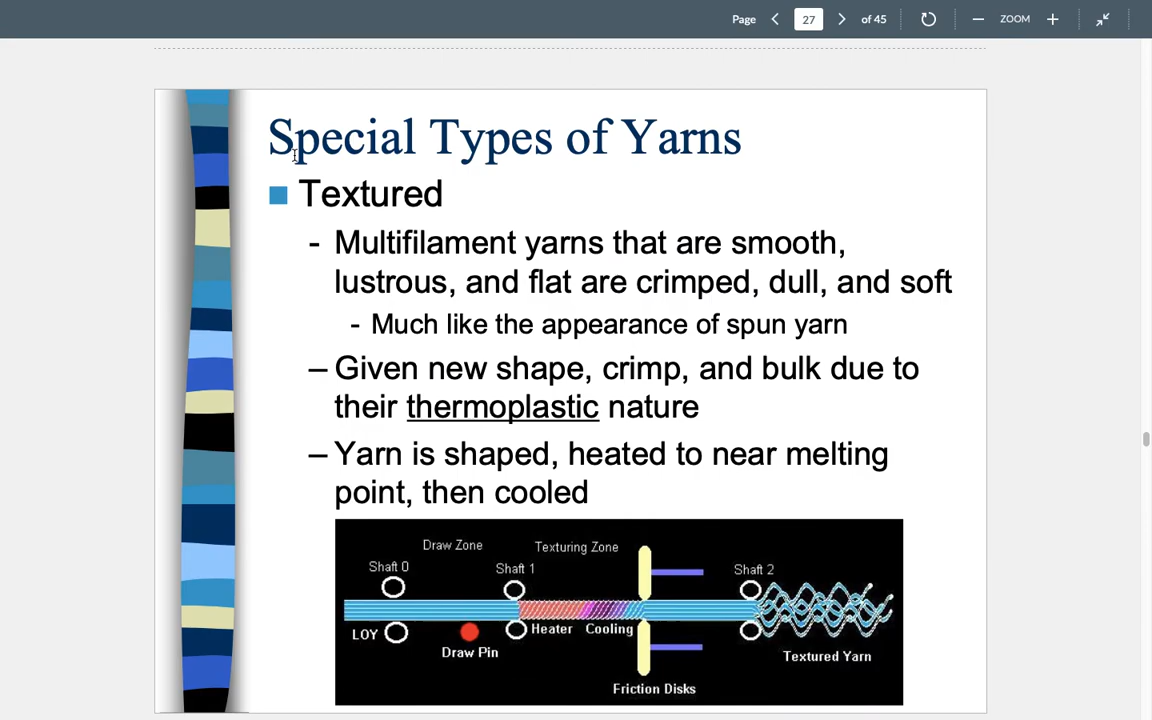 Page 27 of 45 ZOOM
Special Types of Yarns
Textured
- Multifilament yarns that are smooth,
lustrous, and flat are crimped, dull, and soft
- Much like the appearance of spun yarn
– Given new shape, crimp, and bulk due to
their thermoplastic nature
– Yarn is shaped, heated to near melting
point, then cooled
Draw Zone Texturing Zone
Shaft 0 Shaft 1 Shaft 2
LOY Heater Cooling
Draw Pin Textured Yarn
Friction Disks